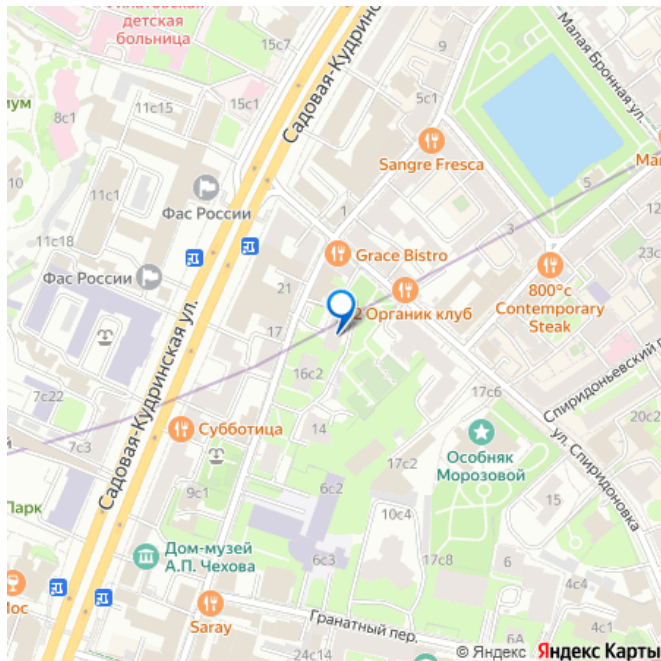 детская
больница
15с7
9
Малая Бронная ул.
11с15
15с1
5с1
8с1
Садовая-Кудринская
Sangre Fresca
10
11с1
Фас России
5
1
3
11с18
Grace Bistro
23с
Фас России
21
800°c
Contemporary
Steak
2 Органик клуб
17
Садовая-Кудринская ул.
16с2
7с22
17с6
Спиридоньевский
20с2
Субботица
14
7с3
Особняк
Морозовой
ул. Спиридоновка
17с2
9с1
6с2
Парк
10с4
15
Дом-музей
А.П. Чехова
6с3
17с8
6
4с4
Saray
Гранатный пер.
6А
4с1
24с14
© Яндекс Яндекс Карты